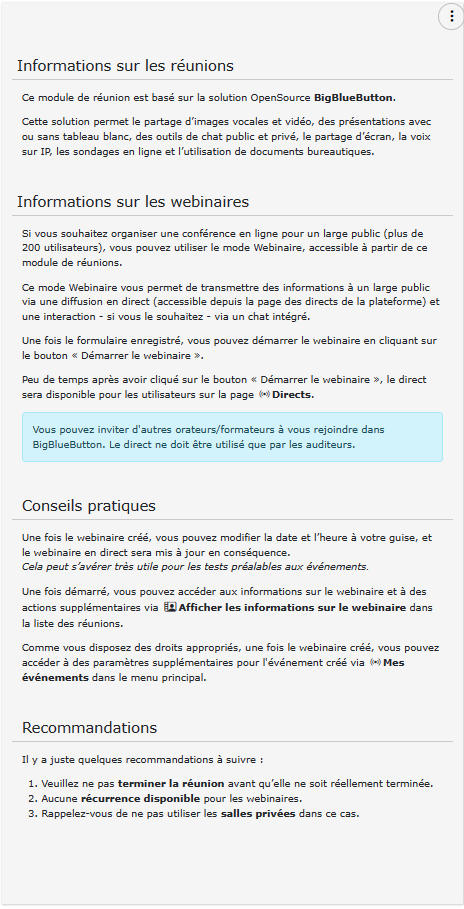 Informations sur les réunions
Ce module de réunion est basé sur la solution OpenSource BigBlueButton.
Cette solution permet le partage d’images vocales et vidéo, des présentations avec
ou sans tableau blanc, des outils de chat public et privé, le partage d’écran, la voix
sur IP, les sondages en ligne et l’utilisation de documents bureautiques.
Informations sur les webinaires
Si vous souhaitez organiser une conférence en ligne pour un large public (plus de
200 utilisateurs), vous pouvez utiliser le mode Webinaire, accessible à partir de ce
module de réunions.
Ce mode Webinaire vous permet de transmettre des informations à un large public
via une diffusion en direct (accessible depuis la page des directs de la plateforme) et
une interaction - si vous le souhaitez - via un chat intégré.
Une fois le formulaire enregistré, vous pouvez démarrer le webinaire en cliquant sur
le bouton « Démarrer le webinaire ».
Peu de temps après avoir cliqué sur le bouton « Démarrer le webinaire », le direct
sera disponible pour les utilisateurs sur la page Directs.
Vous pouvez inviter d'autres orateurs/formateurs à vous rejoindre dans
BigBlueButton. Le direct ne doit être utilisé que par les auditeurs.
Conseils pratiques
Une fois le webinaire créé, vous pouvez modifier la date et l’heure à votre guise, et
le webinaire en direct sera mis à jour en conséquence.
Cela peut s’avérer très utile pour les tests préalables aux événements.
Une fois démarré, vous pouvez accéder aux informations sur le webinaire et à des
actions supplémentaires via Afficher les informations sur le webinaire dans
la liste des réunions.
Comme vous disposez des droits appropriés, une fois le webinaire créé, vous pouvez
accéder à des paramètres supplémentaires pour l'événement créé via Mes
événements dans le menu principal.
Recommandations
Il y a juste quelques recommandations à suivre :
1. Veuillez ne pas terminer la réunion avant qu’elle ne soit réellement terminée.
2. Aucune récurrence disponible pour les webinaires.
3. Rappelez-vous de ne pas utiliser les salles privées dans ce cas.